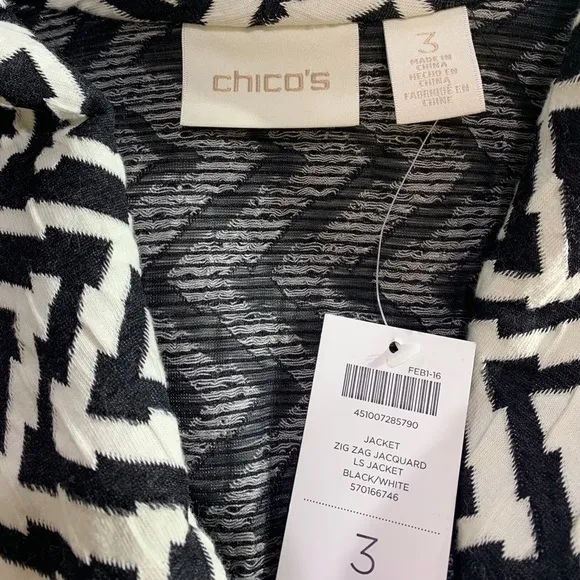 chico's
3
MADE IN
CHINA
HECHO EN
CHINA
FABRIQUE EN
CHINE
FEB1-16
451007285790
JACKET
ZIG ZAG JACQUARD
LS JACKET
BLACK/WHITE
570166746
3